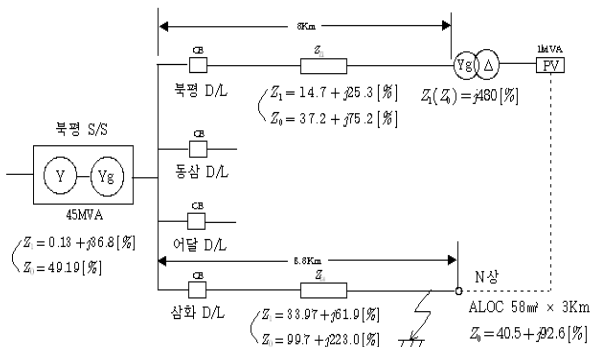 8Km
CB
Z₁
1MVA
Yg
Δ
PV
북평 D/L
Z₁ = 14.7 + j25.3 [%]
Z₀ = 37.2 + j75.2 [%]
Z₁(Z₀) = j480 [%]
북평 S/S
CB
동삼 D/L
Y
Yg
45MVA
CB
어달 D/L
Z₁ = 0.13 + j36.8 [%]
Z₀ = 49.19 [%]
CB
삼화 D/L
Z₁ = 33.97 + j61.9 [%]
Z₀ = 99.7 + j223.0 [%]
N상
ALOC 58㎟ × 3Km
Z₀ = 40.5 + j92.6 [%]